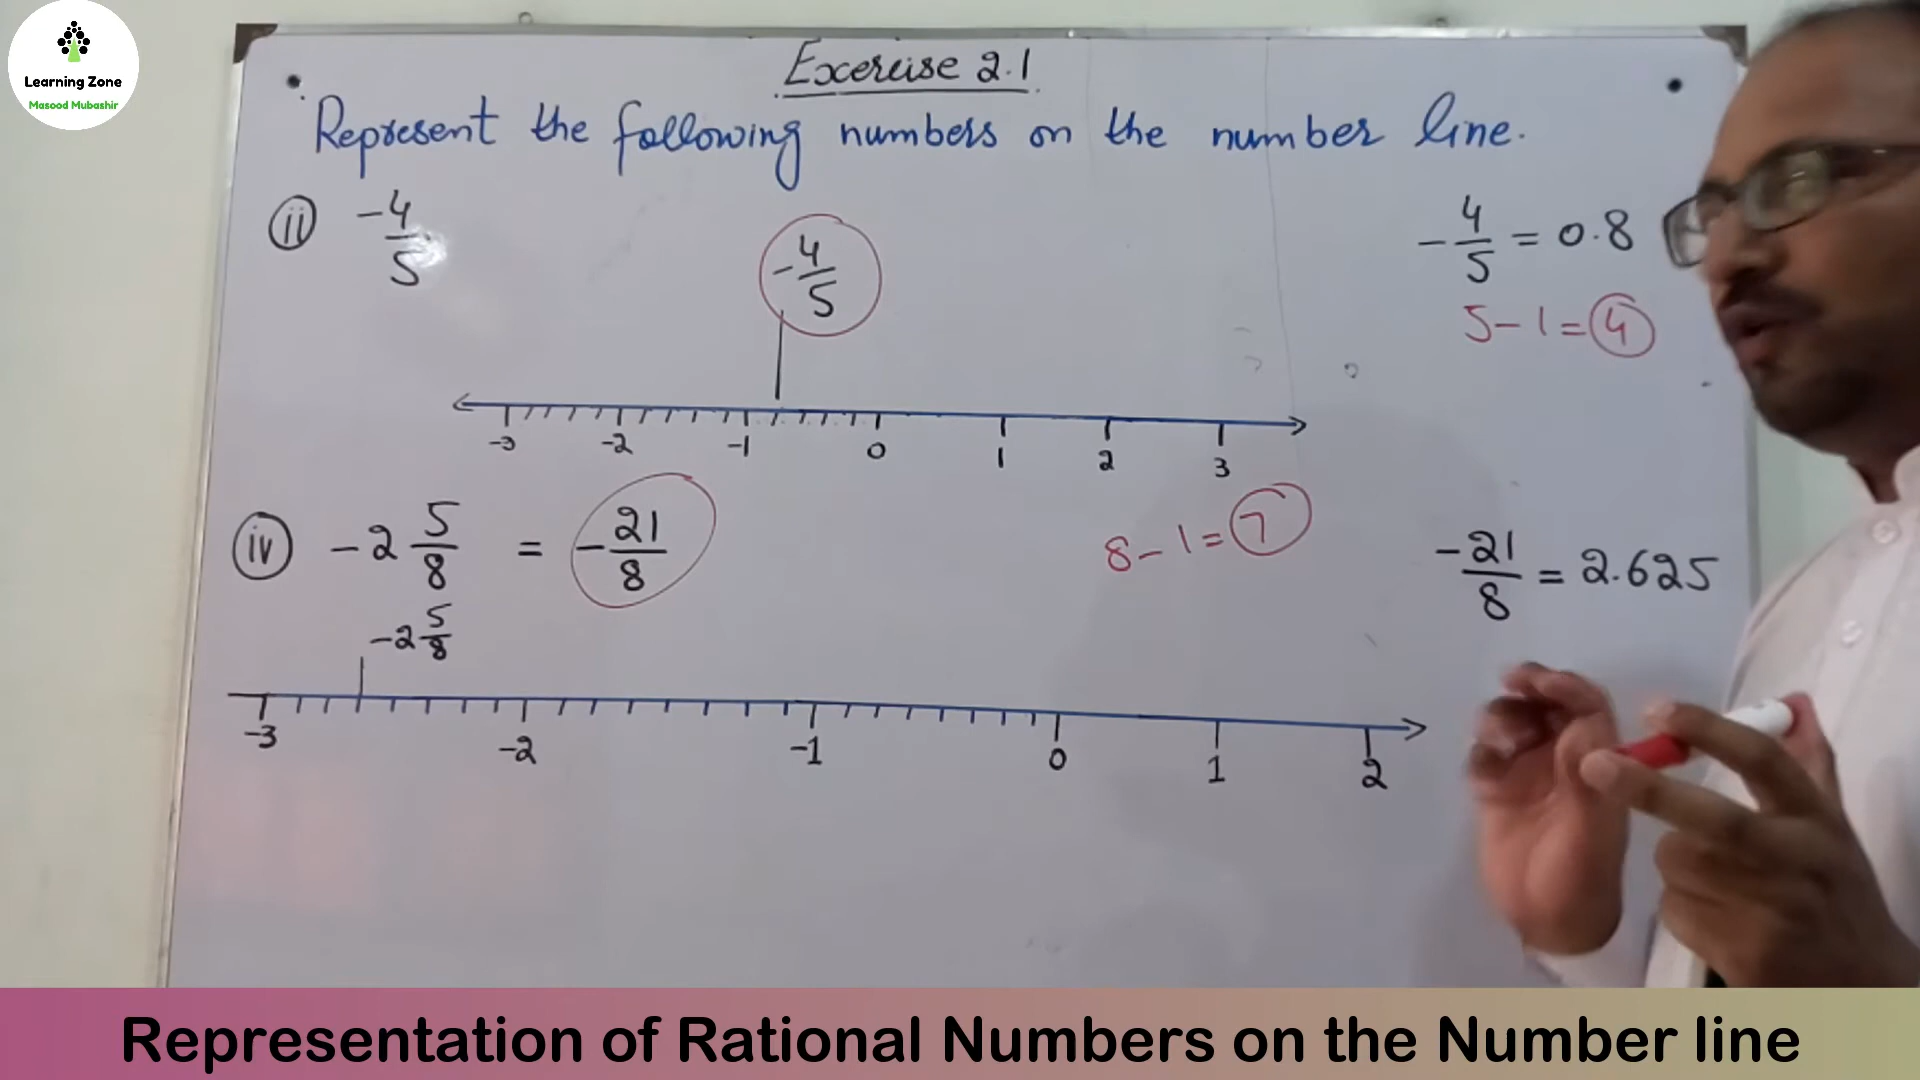 Learning Zone
Masood Mubashir
Excercise 2.1
Represent the following numbers on the number line.
(ii) -4/5
-4/5
-4/5 = 0.8
5-1=4
-3 -2 -1 0 1 2 3
(iv) -2 5/8 = -21/8
8-1=7
-21/8 = 2.625
-2 5/8
-3 -2 -1 0 1 2
Representation of Rational Numbers on the Number line